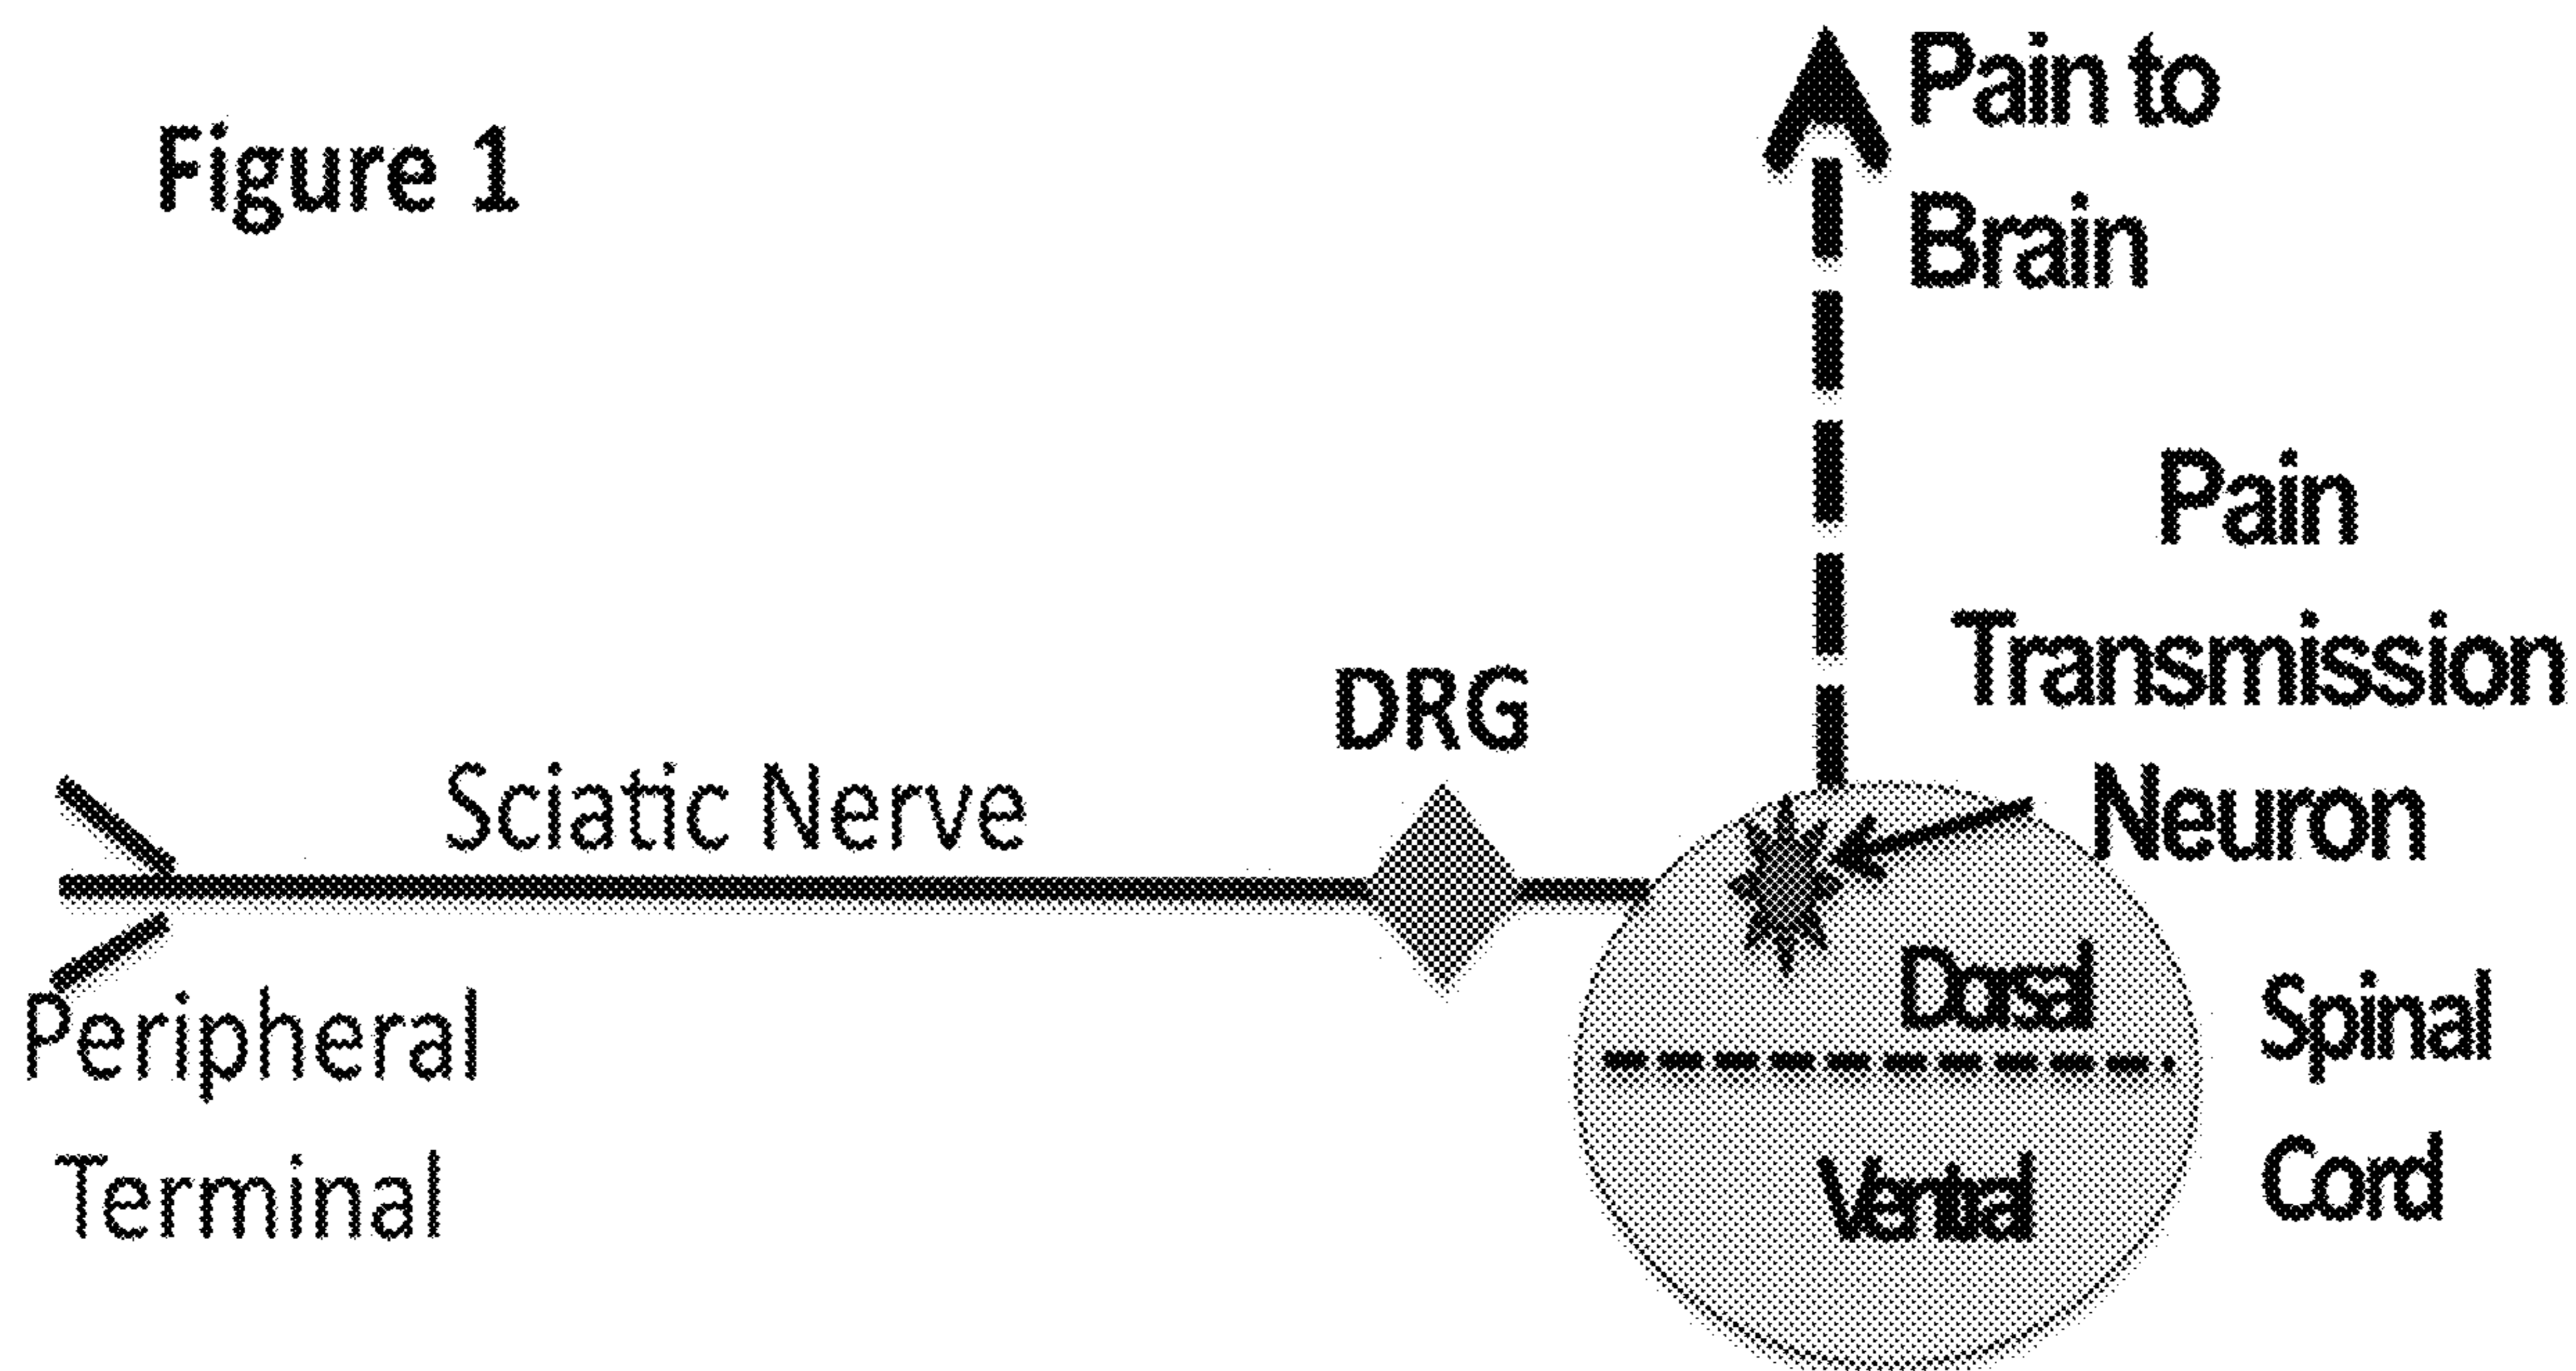 Figure 1
Pain to
Brain
Pain
Transmission
Neuron
DRG
Sciatic Nerve
Peripheral
Terminal
Dorsal
Ventral
Spinal
Cord